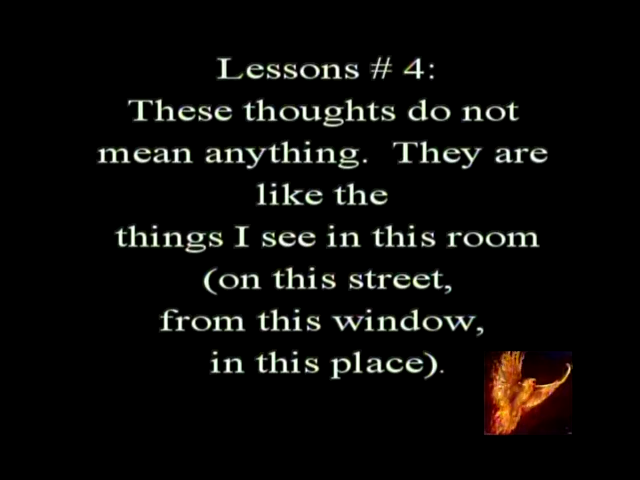 Lessons # 4:
These thoughts do not
mean anything.  They are
like the
things I see in this room
(on this street,
from this window,
in this place).